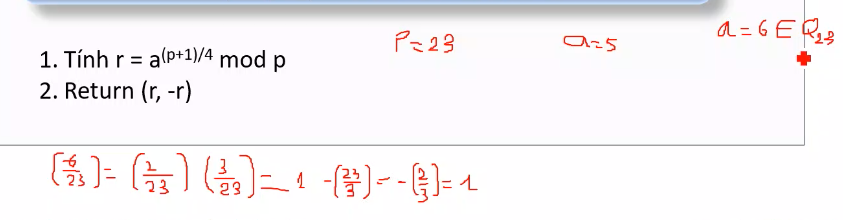 P=23 a=5 a=6 ∈ Q₂₃
1. Tính r = a^(p+1)/4 mod p
2. Return (r, -r)
(6/23) = (2/23) (3/23) = 1 -(23/3) = -(2/3) = 1